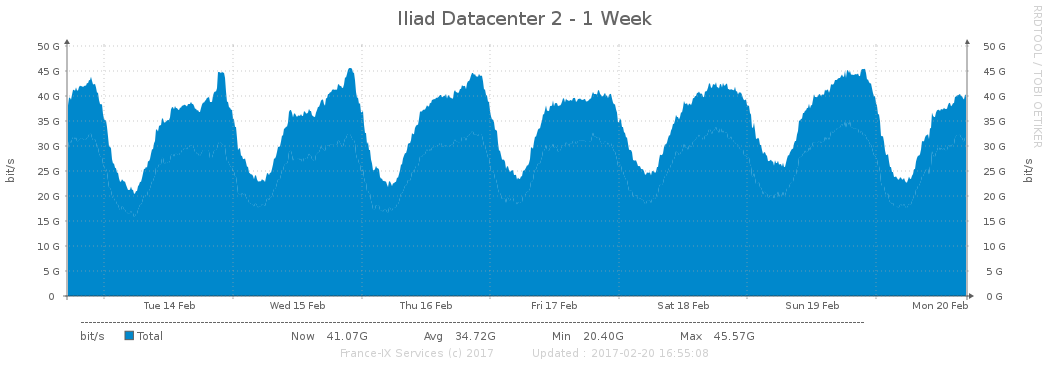 Iliad Datacenter 2 - 1 Week
RRDTOOL / TOBI OETIKER
bit/s
50 G 50 G
45 G 45 G
40 G 40 G
35 G 35 G
30 G 30 G
25 G 25 G
20 G 20 G
15 G 15 G
10 G 10 G
5 G 5 G
0 0 G
bit/s
Tue 14 Feb Wed 15 Feb Thu 16 Feb Fri 17 Feb Sat 18 Feb Sun 19 Feb Mon 20 Feb
bit/s Total Now 41.07G Avg 34.72G Min 20.40G Max 45.57G
France-IX Services (c) 2017 Updated : 2017-02-20 16:55:08